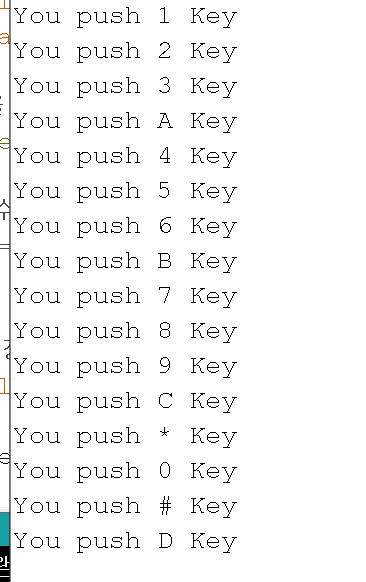 You push 1 Key
You push 2 Key
You push 3 Key
You push A Key
You push 4 Key
You push 5 Key
You push 6 Key
You push B Key
You push 7 Key
You push 8 Key
You push 9 Key
You push C Key
You push * Key
You push 0 Key
You push # Key
You push D Key